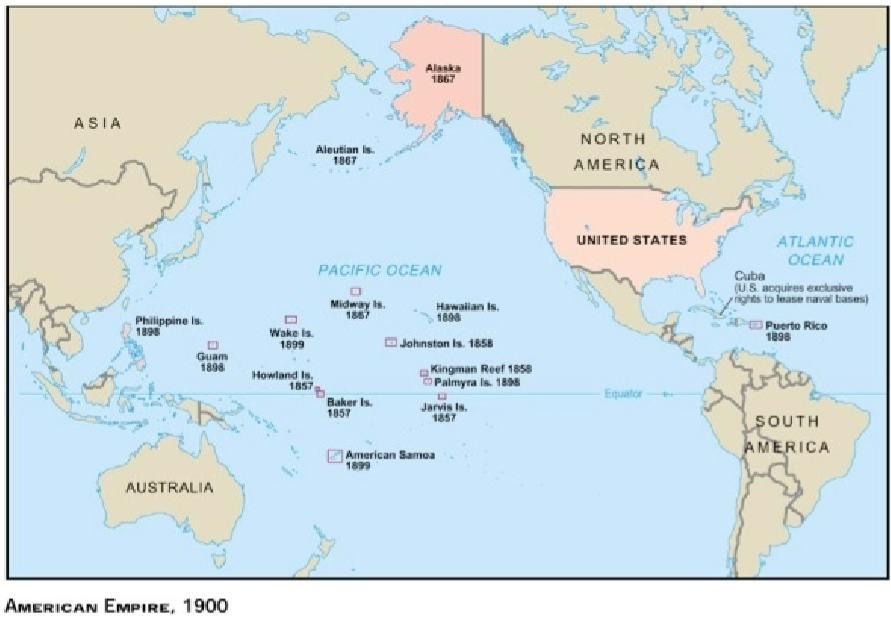 Alaska
1867
ASIA
Aleutian Is.
1867
NORTH
AMERICA
UNITED STATES
ATLANTIC
OCEAN
PACIFIC OCEAN
Cuba
(U.S. acquires exclusive
rights to lease naval bases)
Midway Is.
1867
Hawaiian Is.
1898
Philippine Is.
1898
Wake Is.
1899
Puerto Rico
1898
Johnston Is. 1858
Guam
1898
Kingman Reef 1858
Howland Is.
1857
Palmyra Is. 1898
Equator
Baker Is.
1857
Jarvis Is.
1857
SOUTH
AMERICA
American Samoa
1899
AUSTRALIA
AMERICAN EMPIRE, 1900